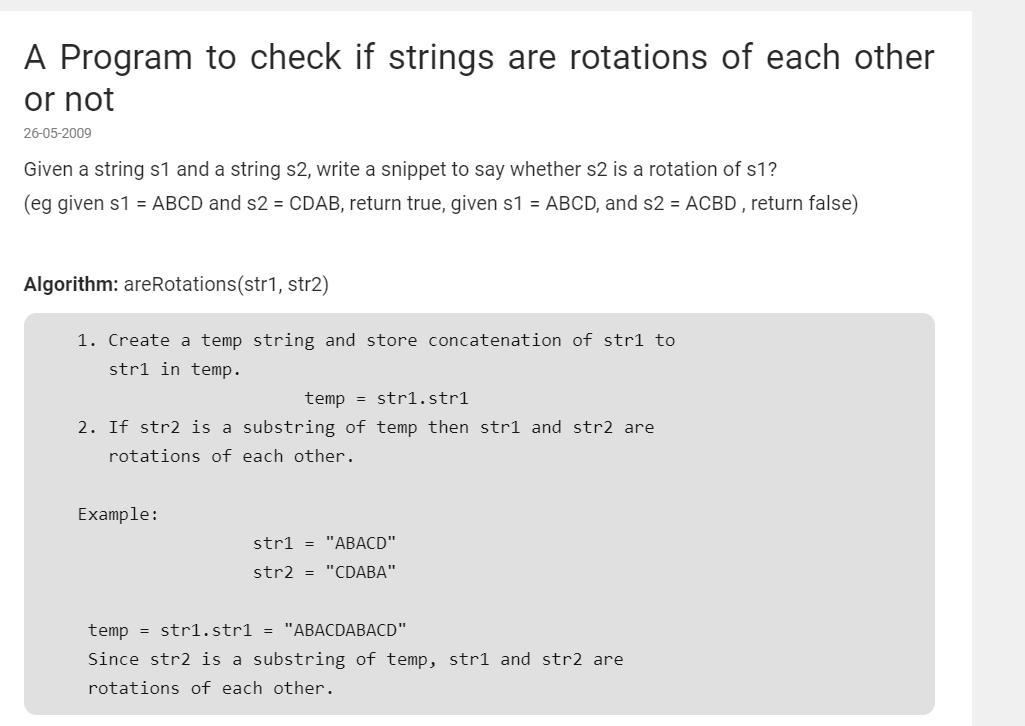 A Program to check if strings are rotations of each other
or not
26-05-2009
Given a string s1 and a string s2, write a snippet to say whether s2 is a rotation of s1?
(eg given s1 = ABCD and s2 = CDAB, return true, given s1 = ABCD, and s2 = ACBD , return false)
Algorithm: areRotations(str1, str2)
1. Create a temp string and store concatenation of str1 to
str1 in temp.
temp = str1.str1
2. If str2 is a substring of temp then str1 and str2 are
rotations of each other.
Example:
str1 = "ABACD"
str2 = "CDABA"
temp = str1.str1 = "ABACDABACD"
Since str2 is a substring of temp, str1 and str2 are
rotations of each other.